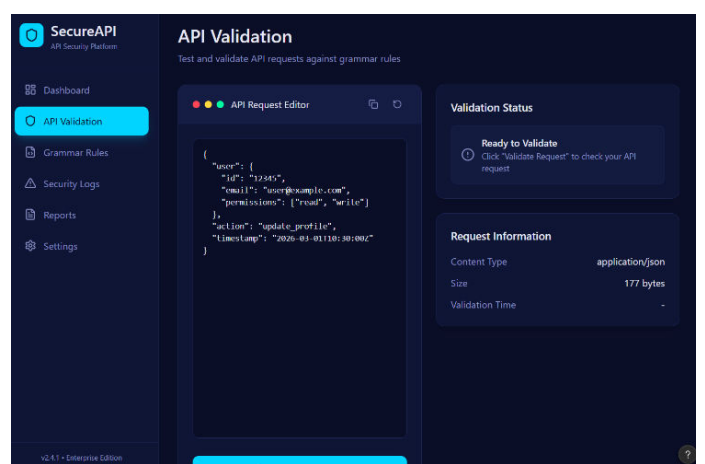 SecureAPI
API Security Platform
Dashboard
API Validation
Grammar Rules
Security Logs
Reports
Settings
v2.4.1 • Enterprise Edition
API Validation
Test and validate API requests against grammar rules
API Request Editor
{
"user": {
"id": "12345",
"email": "user@example.com",
"permissions": ["read", "write"]
},
"action": "update_profile",
"timestamp": "2026-03-01T10:30:00Z"
}
Validation Status
Ready to Validate
Click "Validate Request" to check your API
request
Request Information
Content Type application/json
Size 177 bytes
Validation Time -
?